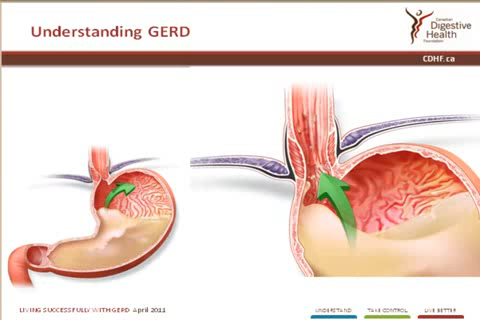 Understanding GERD
Canadian
Digestive
Health
Foundation
CDHF.ca
LIVING SUCCESSFULLY WITH GERD April 2011
UNDERSTAND
TAKE CONTROL
LIVE BETTER